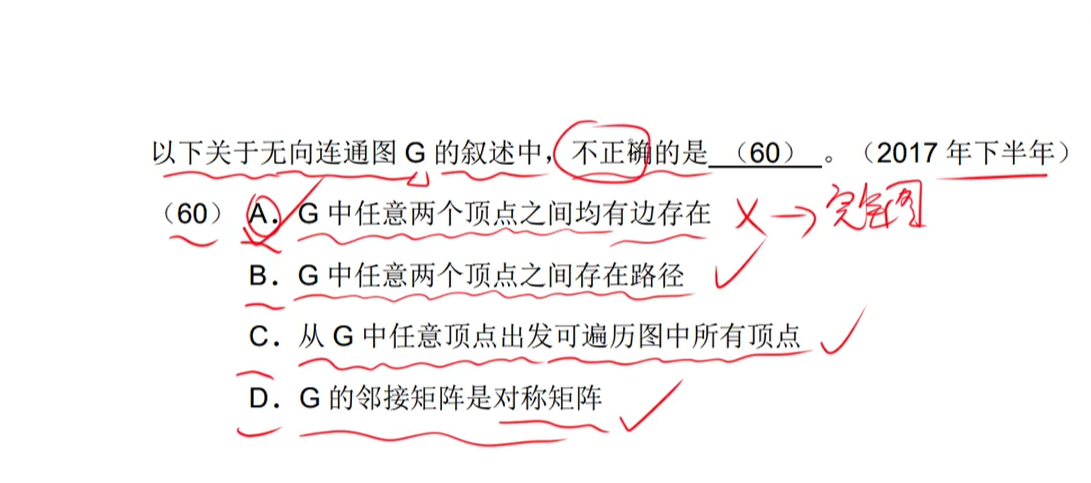 以下关于无向连通图 G 的叙述中，不正确的是 （60） 。（2017 年下半年）
（60） A．G 中任意两个顶点之间均有边存在 × → 完全图
B．G 中任意两个顶点之间存在路径 ✓
C．从 G 中任意顶点出发可遍历图中所有顶点 ✓
D．G 的邻接矩阵是对称矩阵 ✓